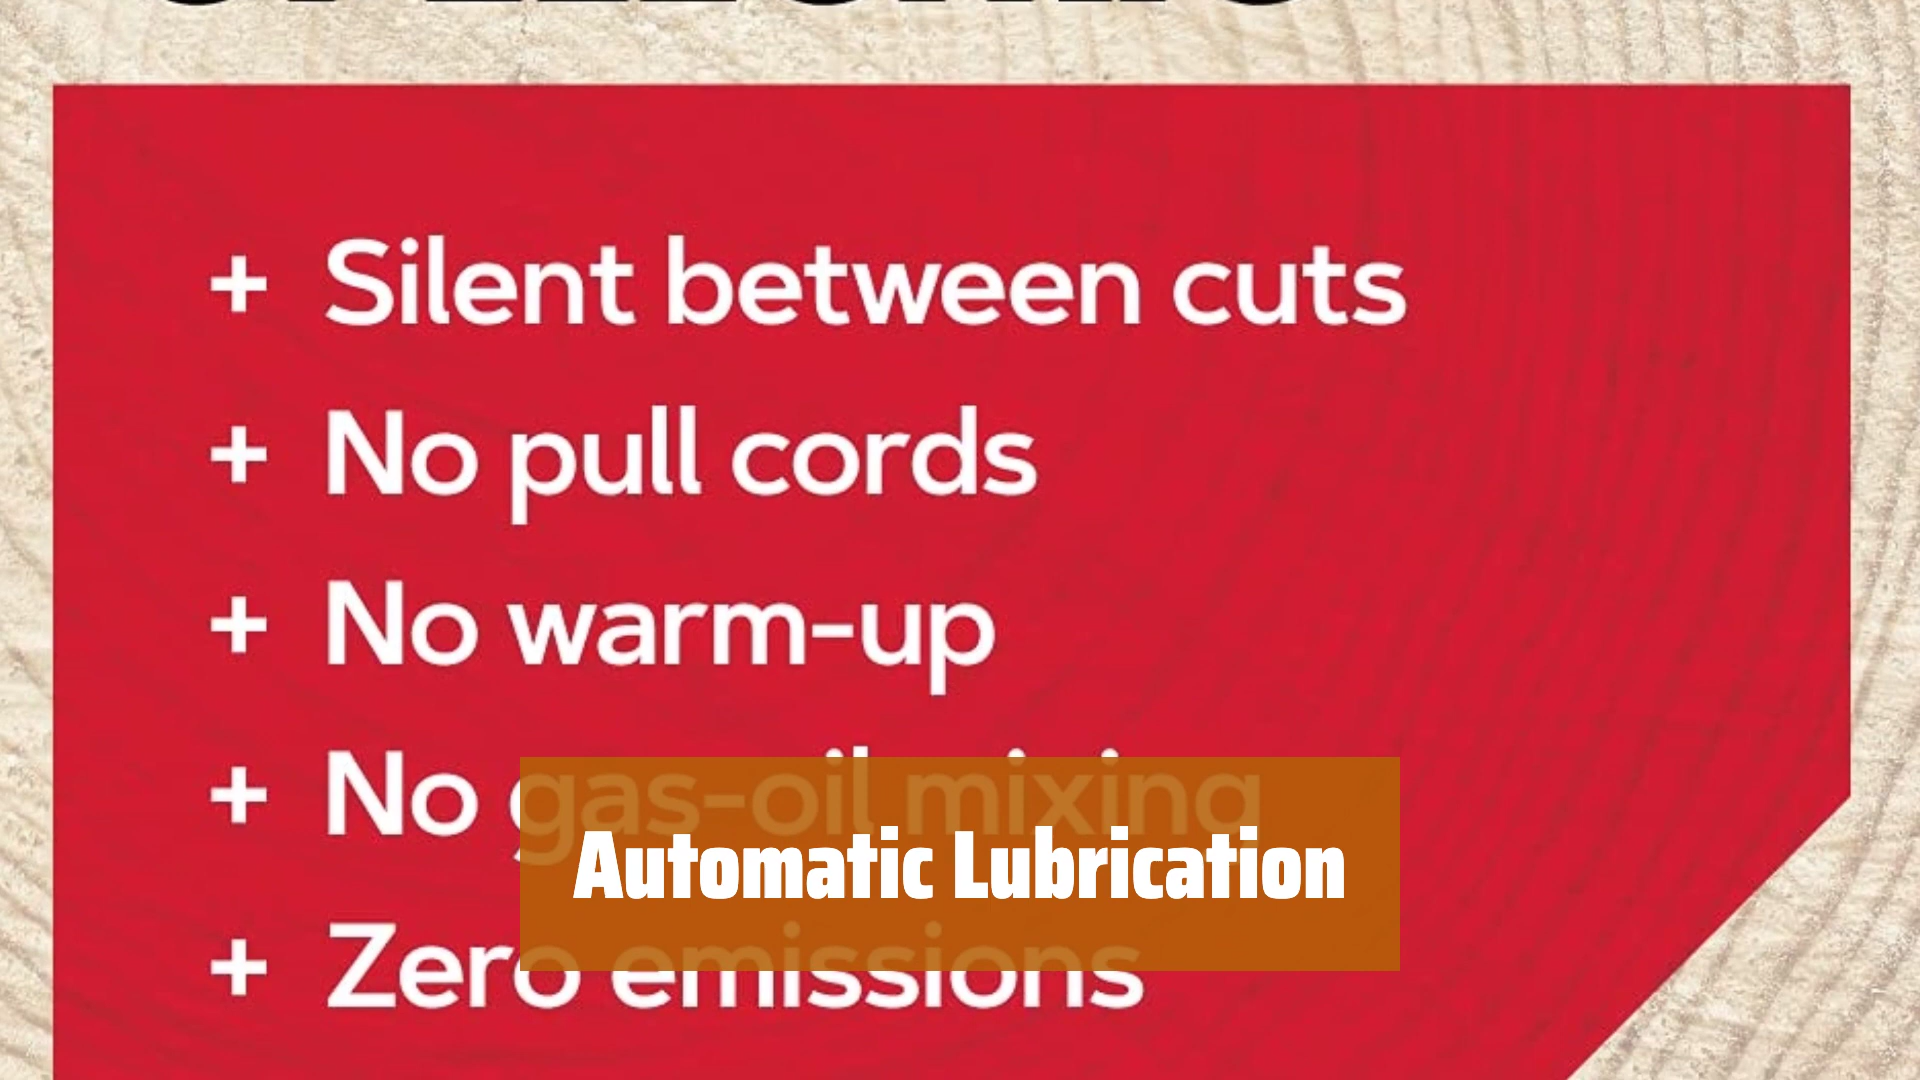 + Silent between cuts
+ No pull cords
+ No warm-up
+ No gas-oil mixing
Automatic Lubrication
+ Zero emissions